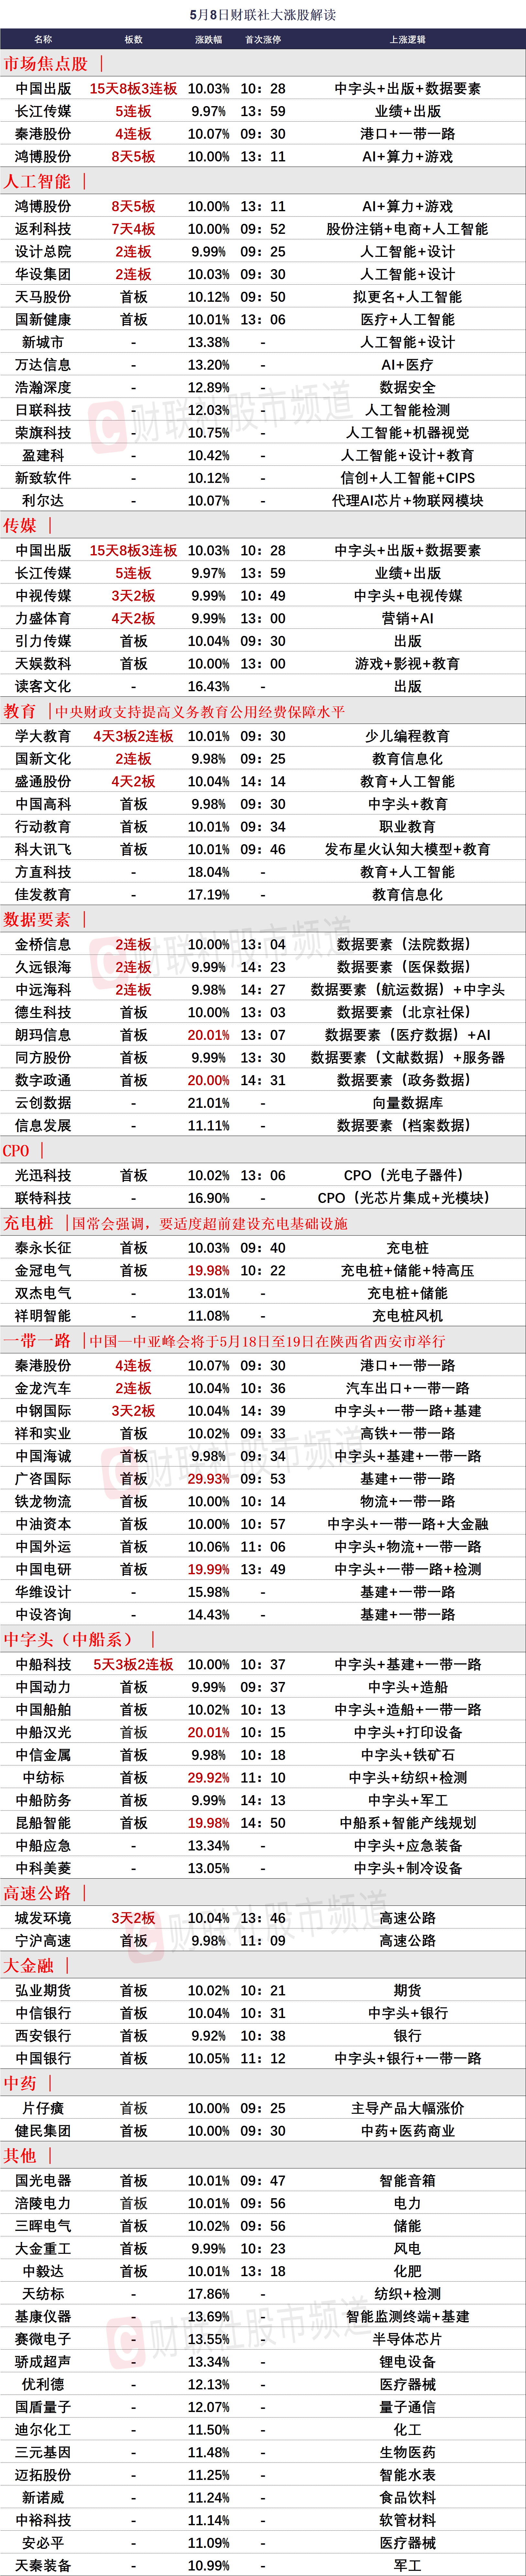 5月8日财联社大涨股解读
名称 板数 涨跌幅 首次涨停 上涨逻辑
市场焦点股 |
中国出版 15天8板3连板 10.03% 10：28 中字头+出版+数据要素
长江传媒 5连板 9.97% 13：59 业绩+出版
秦港股份 4连板 10.07% 09：30 港口+一带一路
鸿博股份 8天5板 10.00% 13：11 AI+算力+游戏
人工智能 |
鸿博股份 8天5板 10.00% 13：11 AI+算力+游戏
返利科技 7天4板 10.00% 09：52 股份注销+电商+人工智能
设计总院 2连板 9.99% 09：25 人工智能+设计
华设集团 2连板 10.03% 09：30 人工智能+设计
天马股份 首板 10.12% 09：50 拟更名+人工智能
国新健康 首板 10.01% 13：06 医疗+人工智能
新城市 - 13.38% - 人工智能+设计
万达信息 - 13.20% - AI+医疗
浩瀚深度 - 12.89% - 数据安全
日联科技 - 12.03% - 人工智能检测
荣旗科技 - 10.75% - 人工智能+机器视觉
盈建科 - 10.42% - 人工智能+设计+教育
新致软件 - 10.12% - 信创+人工智能+CIPS
利尔达 - 10.07% - 代理AI芯片+物联网模块
传媒 |
中国出版 15天8板3连板 10.03% 10：28 中字头+出版+数据要素
长江传媒 5连板 9.97% 13：59 业绩+出版
中视传媒 3天2板 9.99% 10：49 中字头+电视传媒
力盛体育 4天2板 9.99% 13：00 营销+AI
引力传媒 首板 10.04% 09：30 出版
天娱数科 首板 10.00% 13：00 游戏+影视+教育
读客文化 - 16.43% - 出版
教育 |中央财政支持提高义务教育公用经费保障水平
学大教育 4天3板2连板 10.01% 09：30 少儿编程教育
国新文化 2连板 9.98% 09：25 教育信息化
盛通股份 4天2板 10.04% 14：14 教育+人工智能
中国高科 首板 9.98% 09：30 中字头+教育
行动教育 首板 10.01% 09：34 职业教育
科大讯飞 首板 10.01% 09：46 发布星火认知大模型+教育
方直科技 - 18.04% - 教育+人工智能
佳发教育 - 17.19% - 教育信息化
数据要素 |
金桥信息 2连板 10.00% 13：04 数据要素（法院数据）
久远银海 2连板 9.99% 14：23 数据要素（医保数据）
中远海科 2连板 9.98% 14：27 数据要素（航运数据）+中字头
德生科技 首板 10.00% 13：03 数据要素（北京社保）
朗玛信息 首板 20.01% 13：07 数据要素（医疗数据）+AI
同方股份 首板 9.99% 13：30 数据要素（文献数据）+服务器
数字政通 首板 20.00% 14：31 数据要素（政务数据）
云创数据 - 21.01% - 向量数据库
信息发展 - 11.11% - 数据要素（档案数据）
CPO |
光迅科技 首板 10.02% 13：06 CPO（光电子器件）
联特科技 - 16.90% - CPO（光芯片集成+光模块）
充电桩 |国常会强调，要适度超前建设充电基础设施
泰永长征 首板 10.03% 09：40 充电桩
金冠电气 首板 19.98% 10：22 充电桩+储能+特高压
双杰电气 - 13.01% - 充电桩+储能
祥明智能 - 11.08% - 充电桩风机
一带一路 |中国—中亚峰会将于5月18日至19日在陕西省西安市举行
秦港股份 4连板 10.07% 09：30 港口+一带一路
金龙汽车 2连板 10.04% 10：36 汽车出口+一带一路
中钢国际 3天2板 10.04% 14：39 中字头+一带一路+基建
祥和实业 首板 10.02% 09：33 高铁+一带一路
中国海诚 首板 9.98% 09：34 中字头+基建+一带一路
广咨国际 首板 29.93% 09：53 基建+一带一路
铁龙物流 首板 10.00% 10：14 物流+一带一路
中油资本 首板 10.00% 10：57 中字头+一带一路+大金融
中国外运 首板 10.06% 11：06 中字头+物流+一带一路
中国电研 首板 19.99% 13：49 中字头+一带一路+检测
华维设计 - 15.98% - 基建+一带一路
中设咨询 - 14.43% - 基建+一带一路
中字头（中船系） |
中船科技 5天3板2连板 10.00% 10：37 中字头+基建+一带一路
中国动力 首板 9.99% 09：37 中字头+造船
中国船舶 首板 10.02% 10：13 中字头+造船+一带一路
中船汉光 首板 20.01% 10：15 中字头+打印设备
中信金属 首板 9.98% 10：18 中字头+铁矿石
中纺标 首板 29.92% 11：10 中字头+纺织+检测
中船防务 首板 9.99% 14：13 中字头+军工
昆船智能 首板 19.98% 14：50 中船系+智能产线规划
中船应急 - 13.34% - 中字头+应急装备
中科美菱 - 13.05% - 中字头+制冷设备
高速公路 |
城发环境 3天2板 10.04% 13：46 高速公路
宁沪高速 首板 9.98% 11：09 高速公路
大金融 |
弘业期货 首板 10.02% 10：21 期货
中信银行 首板 10.04% 10：31 中字头+银行
西安银行 首板 9.92% 10：38 银行
中国银行 首板 10.05% 11：12 中字头+银行+一带一路
中药 |
片仔癀 首板 10.00% 09：25 主导产品大幅涨价
健民集团 首板 10.00% 09：30 中药+医药商业
其他 |
国光电器 首板 10.01% 09：47 智能音箱
涪陵电力 首板 10.01% 09：56 电力
三晖电气 首板 10.02% 09：56 储能
大金重工 首板 9.99% 10：23 风电
中毅达 首板 10.01% 13：18 化肥
天纺标 - 17.86% - 纺织+检测
基康仪器 - 13.69% - 智能监测终端+基建
赛微电子 - 13.55% - 半导体芯片
骄成超声 - 13.34% - 锂电设备
优利德 - 12.13% - 医疗器械
国盾量子 - 12.07% - 量子通信
迪尔化工 - 11.50% - 化工
三元基因 - 11.48% - 生物医药
迈拓股份 - 11.25% - 智能水表
新诺威 - 11.24% - 食品饮料
中裕科技 - 11.14% - 软管材料
安必平 - 11.09% - 医疗器械
天秦装备 - 10.99% - 军工
财联社股市频道
财联社股市频道
财联社股市频道
财联社股市频道
财联社股市频道